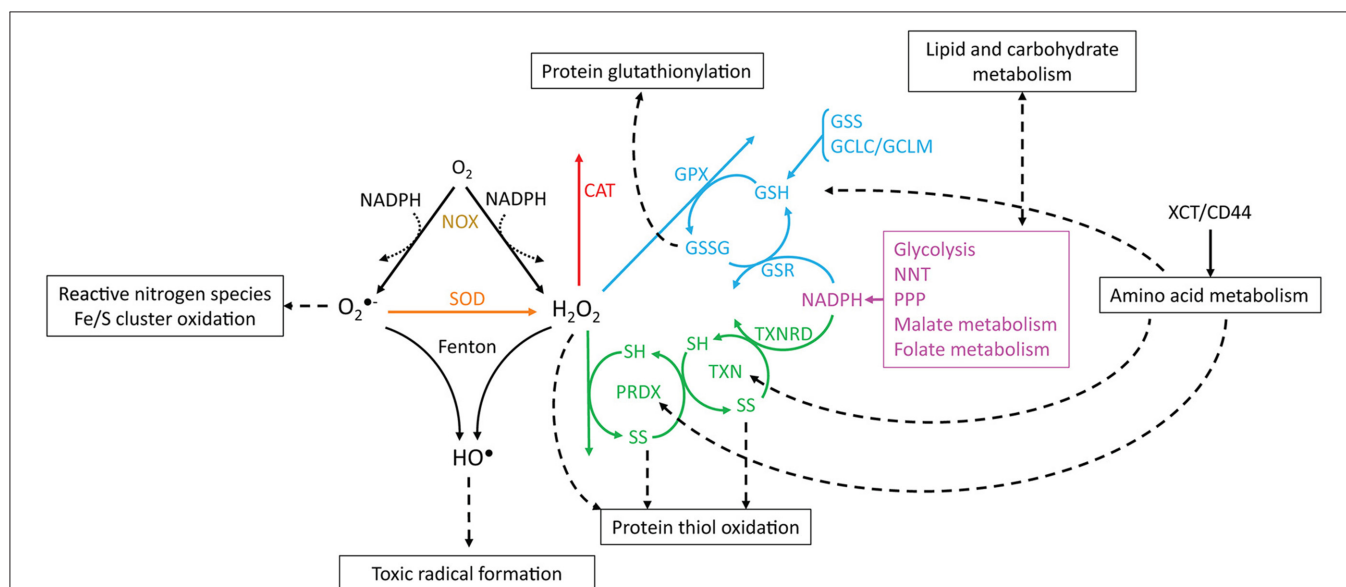 Lipid and carbohydrate
metabolism
Protein glutathionylation
GSS
GCLC/GCLM
O₂
NADPH
NADPH
NOX
CAT
GPX
GSH
XCT/CD44
GSSG
GSR
Glycolysis
NNT
PPP
Malate metabolism
Folate metabolism
NADPH
Reactive nitrogen species
Fe/S cluster oxidation
O₂•-
SOD
H₂O₂
Amino acid metabolism
Fenton
TXNRD
SH
SH
TXN
PRDX
SS
SS
HO•
Protein thiol oxidation
Toxic radical formation